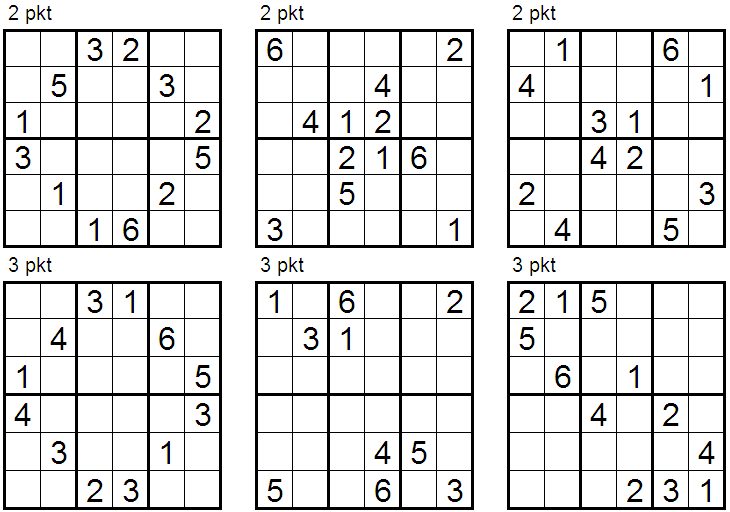 2 pkt 2 pkt 2 pkt
3 2 6 2 1 6
5 3 4 4 1
1 2 4 1 2 3 1
3 5 2 1 6 4 2
1 2 5 2 3
1 6 3 1 4 5
3 pkt 3 pkt 3 pkt
3 1 1 6 2 2 1 5
4 6 3 1 5
1 5 6 1
4 3 4 2
3 1 4 5 4
2 3 5 6 3 2 3 1